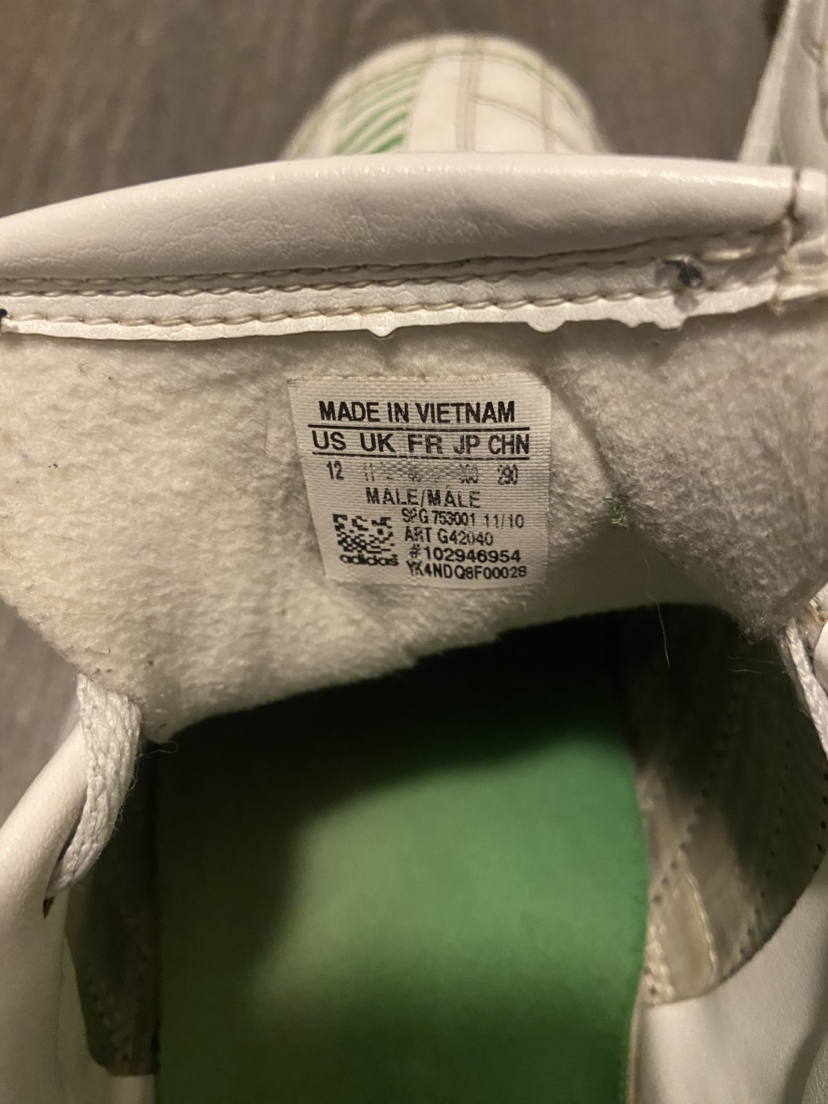 MADE IN VIETNAM
US UK FR JP CHN
12 290
MALE/MALE
SPG 753001 11/10
ART G42040
#102946954
adidas YK4NDQ8F00028